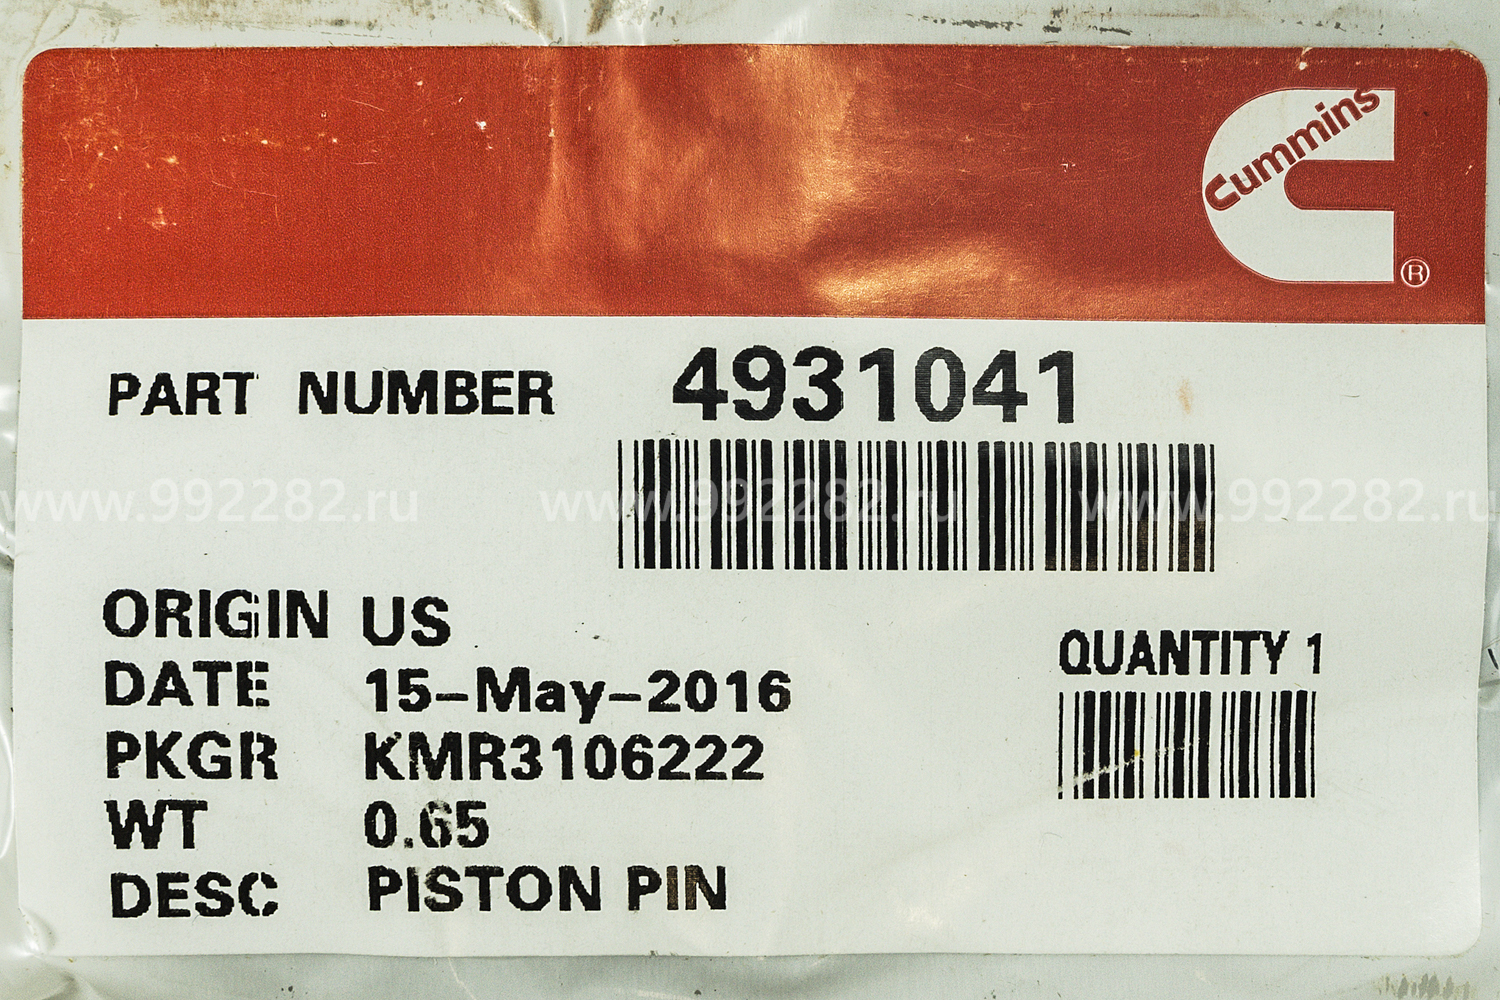 cummins
®
PART NUMBER 4931041
www.992282.ru www.992282.ru www.992282.ru
ORIGIN US
QUANTITY 1
DATE 15-May-2016
PKGR KMR3106222
WT 0.65
DESC PISTON PIN